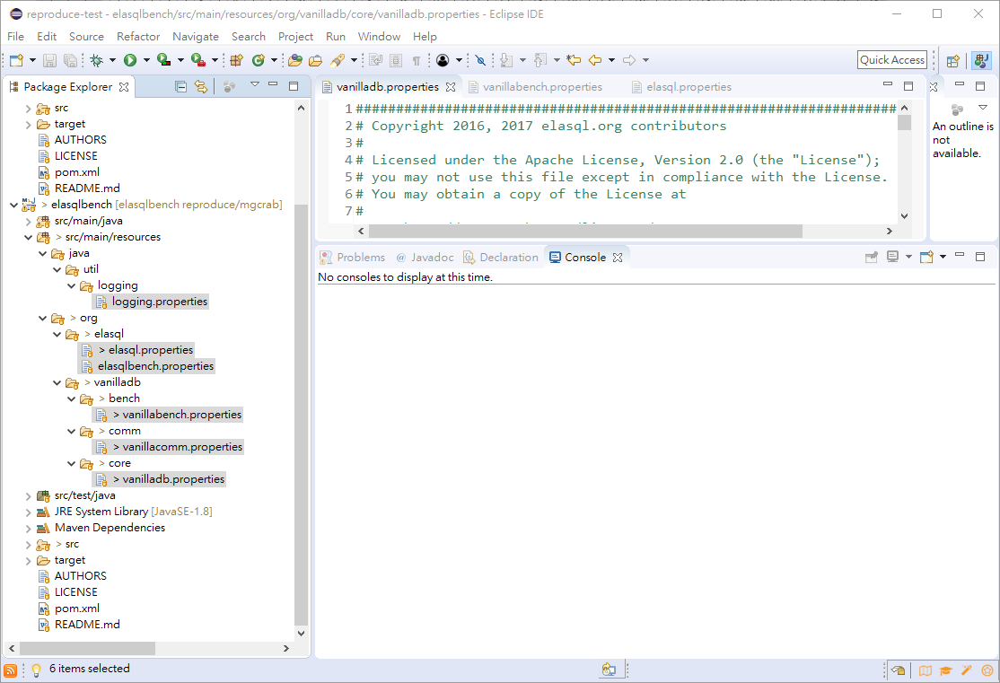 reproduce-test - elasqlbench/src/main/resources/org/vanilladb/core/vanilladb.properties - Eclipse IDE
File Edit Source Refactor Navigate Search Project Run Window Help
Quick Access
Package Explorer
src
target
AUTHORS
LICENSE
pom.xml
README.md
> elasqlbench [elasqlbench reproduce/mgcrab]
src/main/java
> src/main/resources
java
util
logging
logging.properties
> org
> elasql
> elasql.properties
elasqlbench.properties
> vanilladb
> bench
> vanillabench.properties
> comm
> vanillacomm.properties
> core
> vanilladb.properties
src/test/java
JRE System Library [JavaSE-1.8]
Maven Dependencies
> src
target
AUTHORS
LICENSE
pom.xml
README.md
vanilladb.properties vanillabench.properties elasql.properties
1 ###################################################################
2 # Copyright 2016, 2017 elasql.org contributors
3 #
4 # Licensed under the Apache License, Version 2.0 (the "License");
5 # you may not use this file except in compliance with the License.
6 # You may obtain a copy of the License at
7 #
An outline is
not
available.
Problems @ Javadoc Declaration Console
No consoles to display at this time.
6 items selected